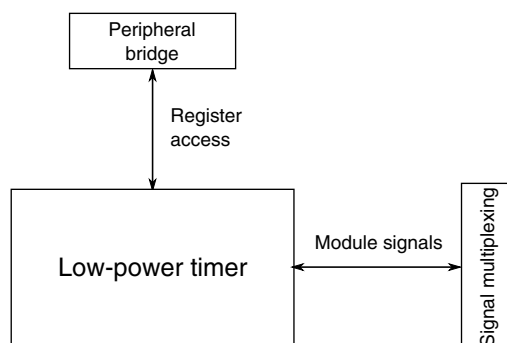 Peripheral
bridge
Register
access
Low-power timer
Module signals
Signal multiplexing